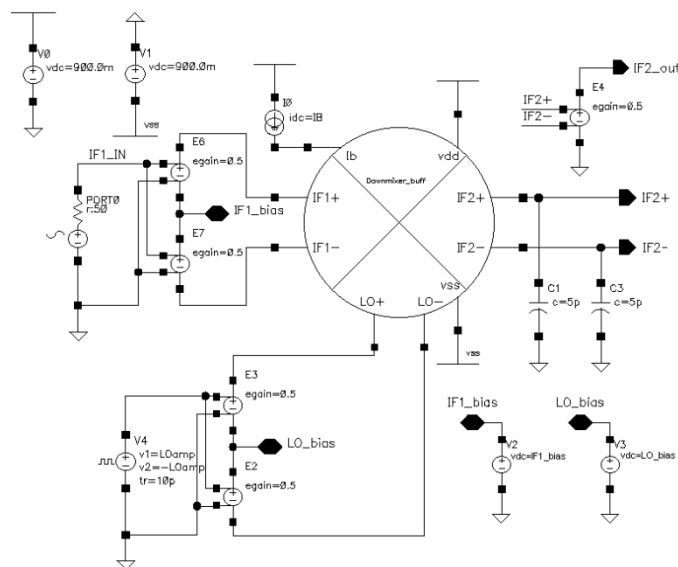 V0
vdc=900.0m
V1
vdc=900.0m
vss
I0
idc=IB
E4
egain=0.5
IF2+
IF2-
IF2_out
IF1_IN
PORT0
r:50
E6
egain=0.5
IF1_bias
E7
egain=0.5
Ib
vdd
Downmixer_buff
IF1+
IF1-
IF2+
IF2-
vss
LO+
LO-
vss
IF2+
IF2-
C1
c=5p
C3
c=5p
V4
v1=LOamp
v2=-LOamp
tr=10p
E3
egain=0.5
LO_bias
E2
egain=0.5
IF1_bias
V2
vdc=IF1_bias
LO_bias
V3
vdc=LO_bias